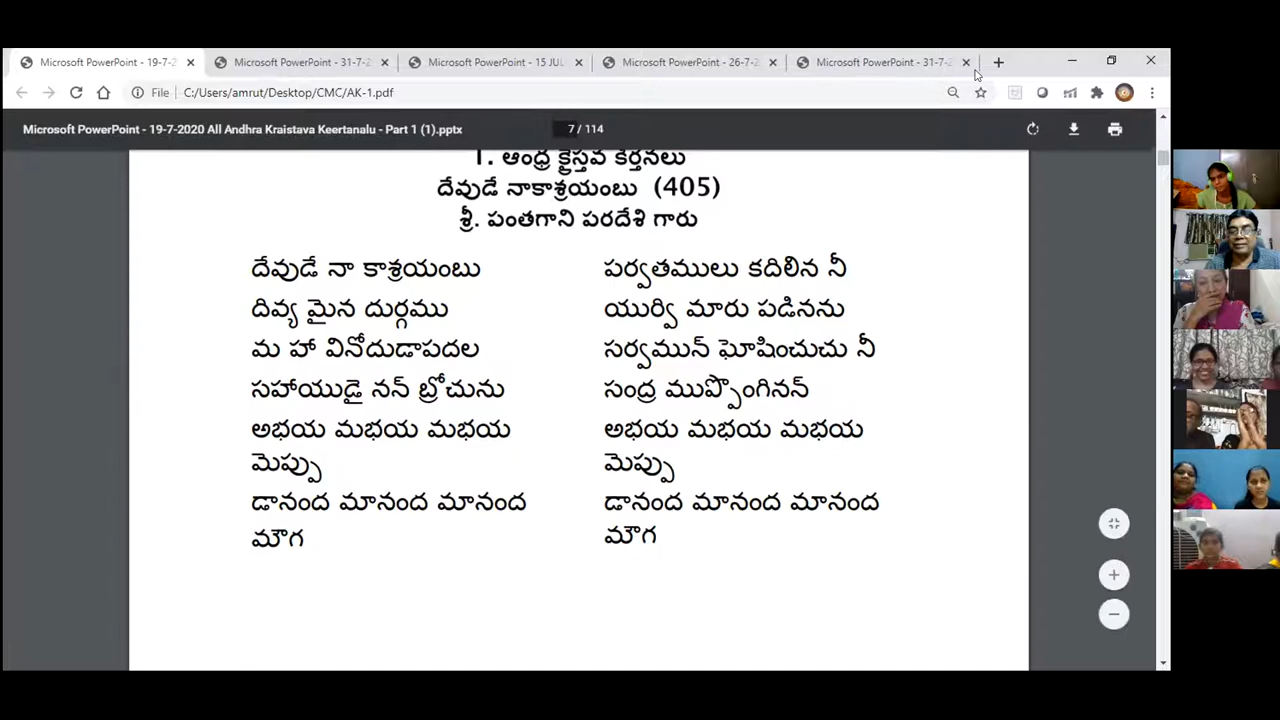 Microsoft PowerPoint - 19-7-2
Microsoft PowerPoint - 31-7-2
Microsoft PowerPoint - 15 JUL
Microsoft PowerPoint - 26-7-2
Microsoft PowerPoint - 31-7-2
File C:/Users/amrut/Desktop/CMC/AK-1.pdf
Microsoft PowerPoint - 19-7-2020 All Andhra Kraistava Keertanalu - Part 1 (1).pptx
7 / 114
1. ఆంధ్ర క్రైస్తవ కీర్తనలు
దేవుడే నాకాశ్రయంబు (405)
శ్రీ. పంతగాని పరదేశి గారు
దేవుడే నా కాశ్రయంబు
దివ్య మైన దుర్గము
మ హా వినోదుడాపదల
సహాయుడై నన్ బ్రోచును
అభయ మభయ మభయ
మెప్పు
డానంద మానంద మానంద
మౌగ
పర్వతములు కదిలిన నీ
యుర్వి మారు పడినను
సర్వమున్ ఘోషించుచు నీ
సంద్ర ముప్పొంగినన్
అభయ మభయ మభయ
మెప్పు
డానంద మానంద మానంద
మౌగ